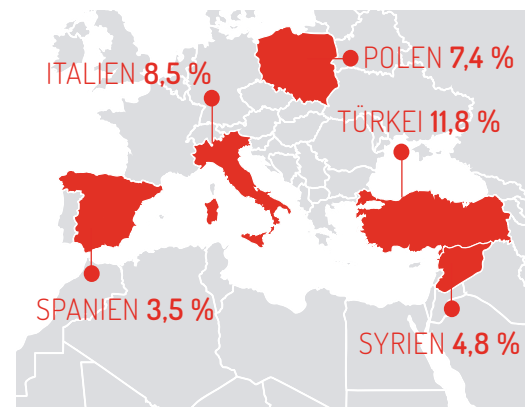 POLEN 7,4 %
ITALIEN 8,5 %
TÜRKEI 11,8 %
SPANIEN 3,5 %
SYRIEN 4,8 %